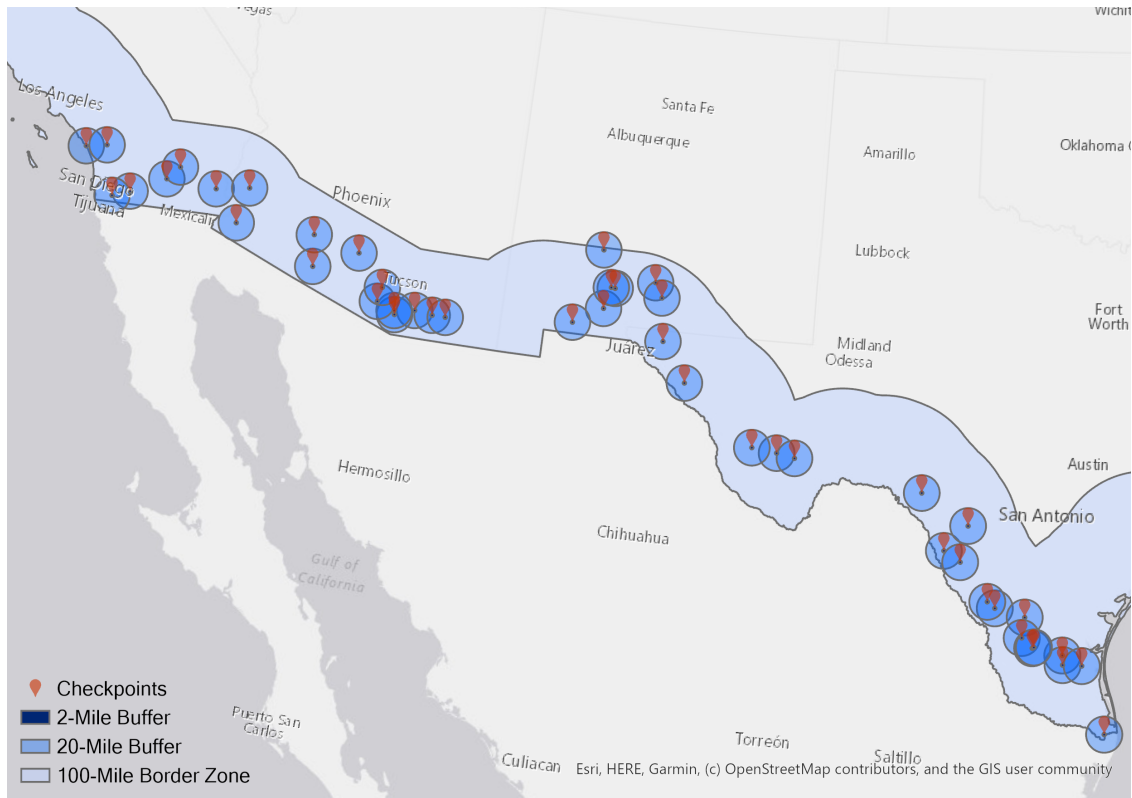 Vegas
Wichit
Los Angeles
Santa Fe
Albuquerque
Amarillo
Oklahoma C
San Diego
Tijuana
Mexicali
Phoenix
Lubbock
Tucson
Fort
Worth
Juárez
Midland
Odessa
Hermosillo
Austin
San Antonio
Chihuahua
Gulf of
California
Checkpoints
2-Mile Buffer
20-Mile Buffer
100-Mile Border Zone
Puerto San
Carlos
Culiacan
Torreón
Saltillo
Esri, HERE, Garmin, (c) OpenStreetMap contributors, and the GIS user community